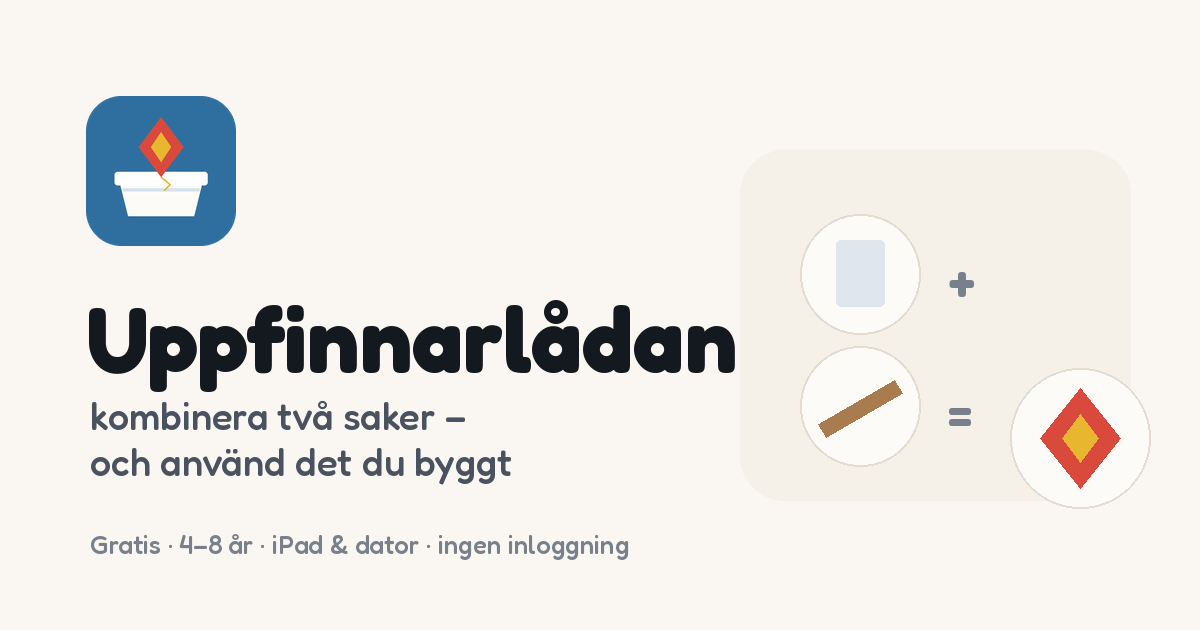 Uppfinnarlådan
kombinera två saker –
och använd det du byggt
Gratis · 4–8 år · iPad & dator · ingen inloggning
+
=